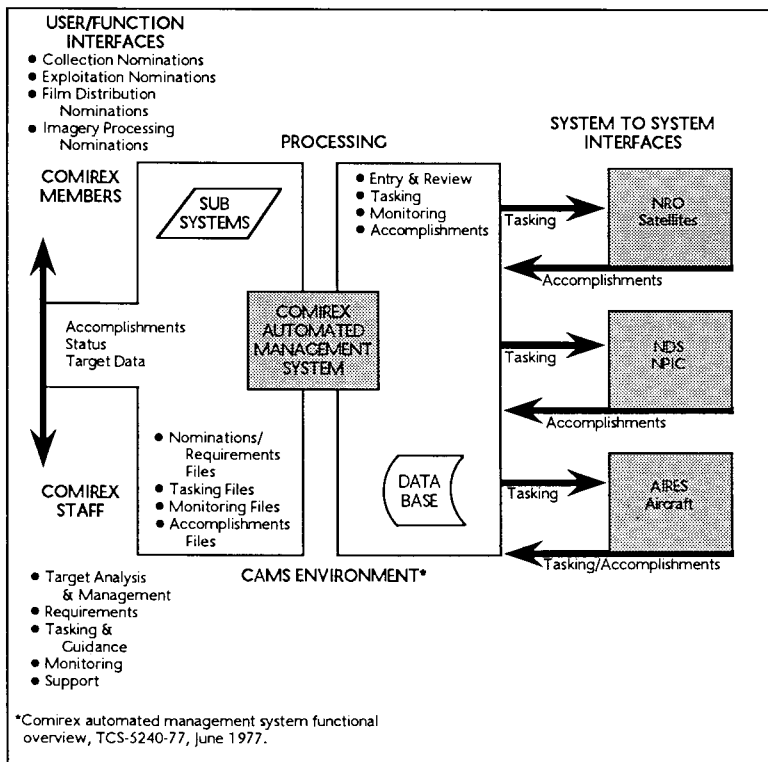 USER/FUNCTION
INTERFACES
● Collection Nominations
● Exploitation Nominations
● Film Distribution
Nominations
● Imagery Processing
Nominations
COMIREX
MEMBERS
Accomplishments
Status
Target Data
COMIREX
STAFF
● Target Analysis
& Management
● Requirements
● Tasking &
Guidance
● Monitoring
● Support
PROCESSING
SUB
SYSTEMS
● Entry & Review
● Tasking
● Monitoring
● Accomplishments
COMIREX
AUTOMATED
MANAGEMENT
SYSTEM
● Nominations/
Requirements
Files
● Tasking Files
● Monitoring Files
● Accomplishments
Files
DATA
BASE
CAMS ENVIRONMENT*
SYSTEM TO SYSTEM
INTERFACES
Tasking
NRO
Satellites
Accomplishments
Tasking
NDS
NPIC
Accomplishments
Tasking
AIRES
Aircraft
Tasking/Accomplishments
*Comirex automated management system functional
overview, TCS-5240-77, June 1977.